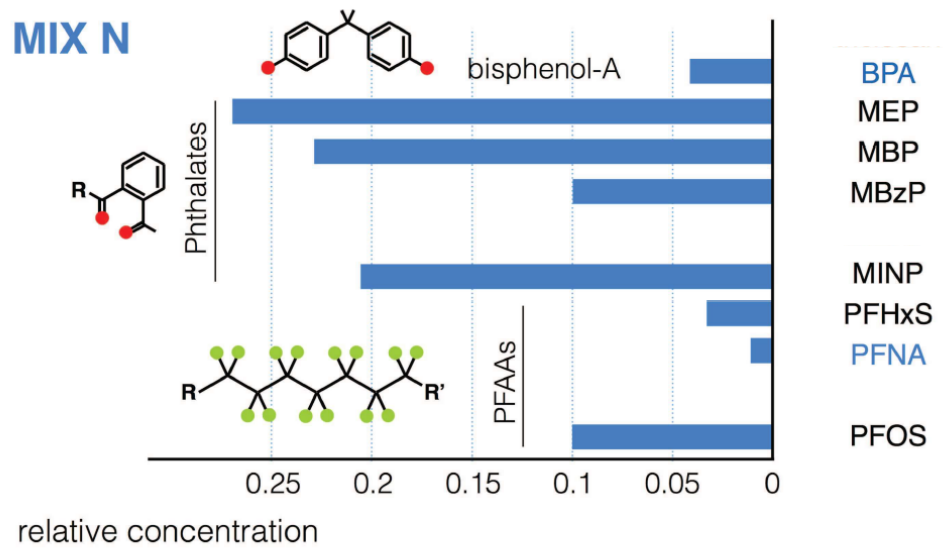 MIX N
bisphenol-A
BPA
MEP
MBP
MBzP
MINP
PFHxS
PFNA
PFOS
Phthalates
PFAAs
R
R
R'
0.25 0.2 0.15 0.1 0.05 0
relative concentration